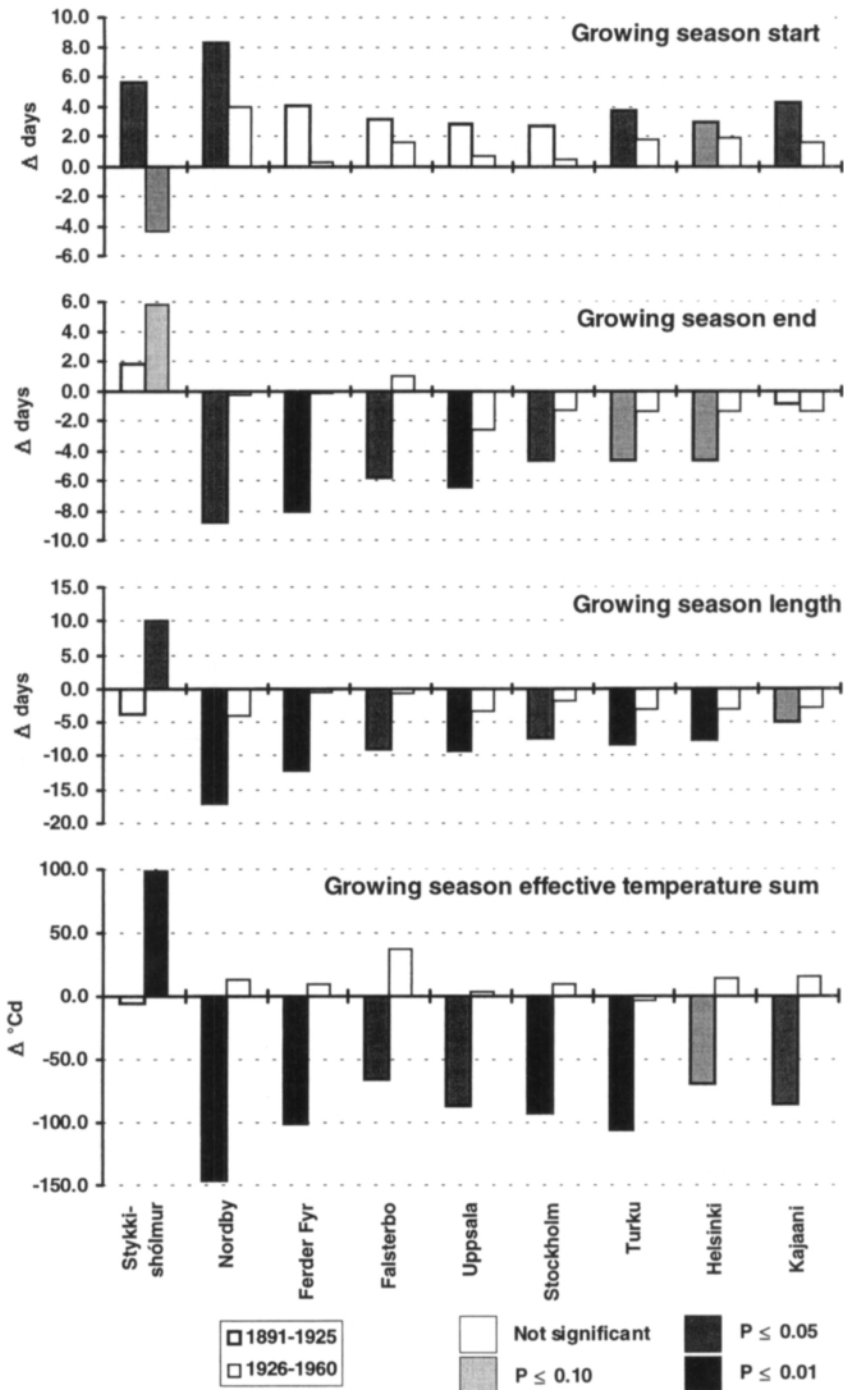 Growing season start
10.0
8.0
6.0
4.0
2.0
0.0
-2.0
-4.0
-6.0
Δ days
Growing season end
6.0
4.0
2.0
0.0
-2.0
-4.0
-6.0
-8.0
-10.0
Δ days
Growing season length
15.0
10.0
5.0
0.0
-5.0
-10.0
-15.0
-20.0
Δ days
Growing season effective temperature sum
100.0
50.0
0.0
-50.0
-100.0
-150.0
Δ °Cd
Stykki-
shólmur
Nordby
Ferder Fyr
Falsterbo
Uppsala
Stockholm
Turku
Helsinki
Kajaani
1891-1925
1926-1960
Not significant
P ≤ 0.10
P ≤ 0.05
P ≤ 0.01